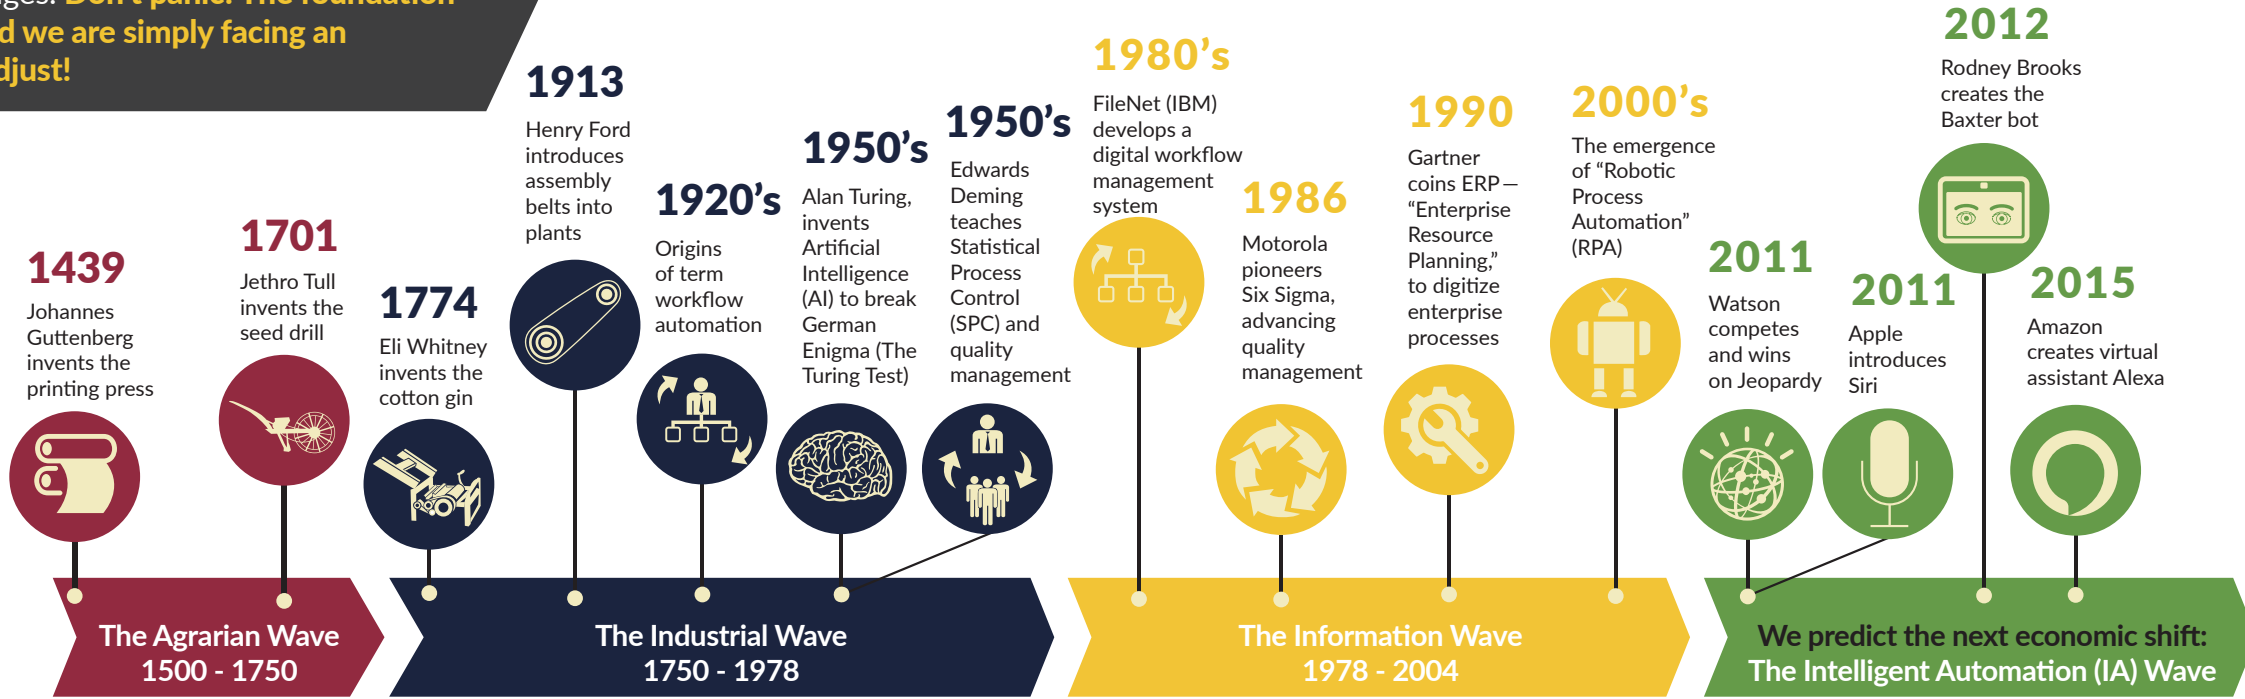 Don't panic. The foundation
d we are simply facing an
djust!
1439
Johannes
Guttenberg
invents the
printing press
1701
Jethro Tull
invents the
seed drill
1774
Eli Whitney
invents the
cotton gin
1913
Henry Ford
introduces
assembly
belts into
plants
1920's
Origins
of term
workflow
automation
1950's
Alan Turing,
invents
Artificial
Intelligence
(AI) to break
German
Enigma (The
Turing Test)
1950's
Edwards
Deming
teaches
Statistical
Process
Control
(SPC) and
quality
management
1980's
FileNet (IBM)
develops a
digital workflow
management
system
1986
Motorola
pioneers
Six Sigma,
advancing
quality
management
1990
Gartner
coins ERP—
“Enterprise
Resource
Planning,”
to digitize
enterprise
processes
2000's
The emergence
of “Robotic
Process
Automation”
(RPA)
2011
Watson
competes
and wins
on Jeopardy
2011
Apple
introduces
Siri
2012
Rodney Brooks
creates the
Baxter bot
2015
Amazon
creates virtual
assistant Alexa
The Agrarian Wave
1500 - 1750
The Industrial Wave
1750 - 1978
The Information Wave
1978 - 2004
We predict the next economic shift:
The Intelligent Automation (IA) Wave